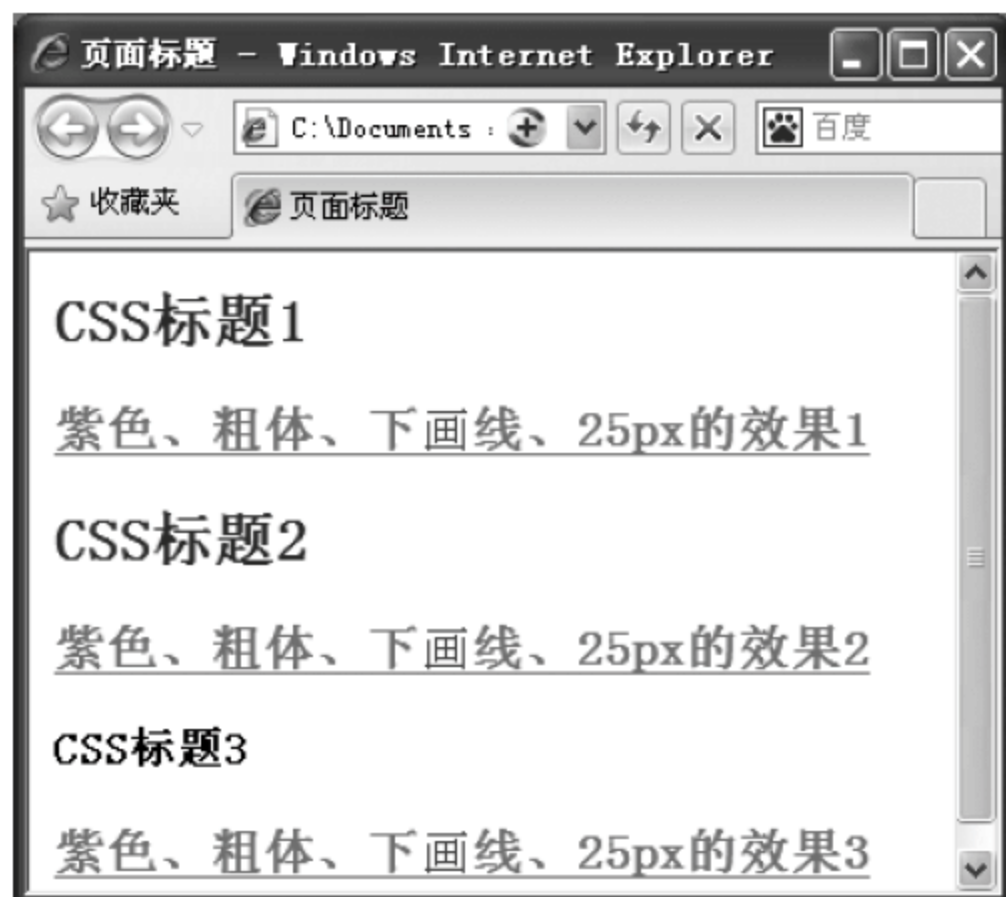 页面标题 - Windows Internet Explorer
C:\Documents :
百度
收藏夹
页面标题
CSS标题1
紫色、粗体、下画线、25px的效果1
CSS标题2
紫色、粗体、下画线、25px的效果2
CSS标题3
紫色、粗体、下画线、25px的效果3